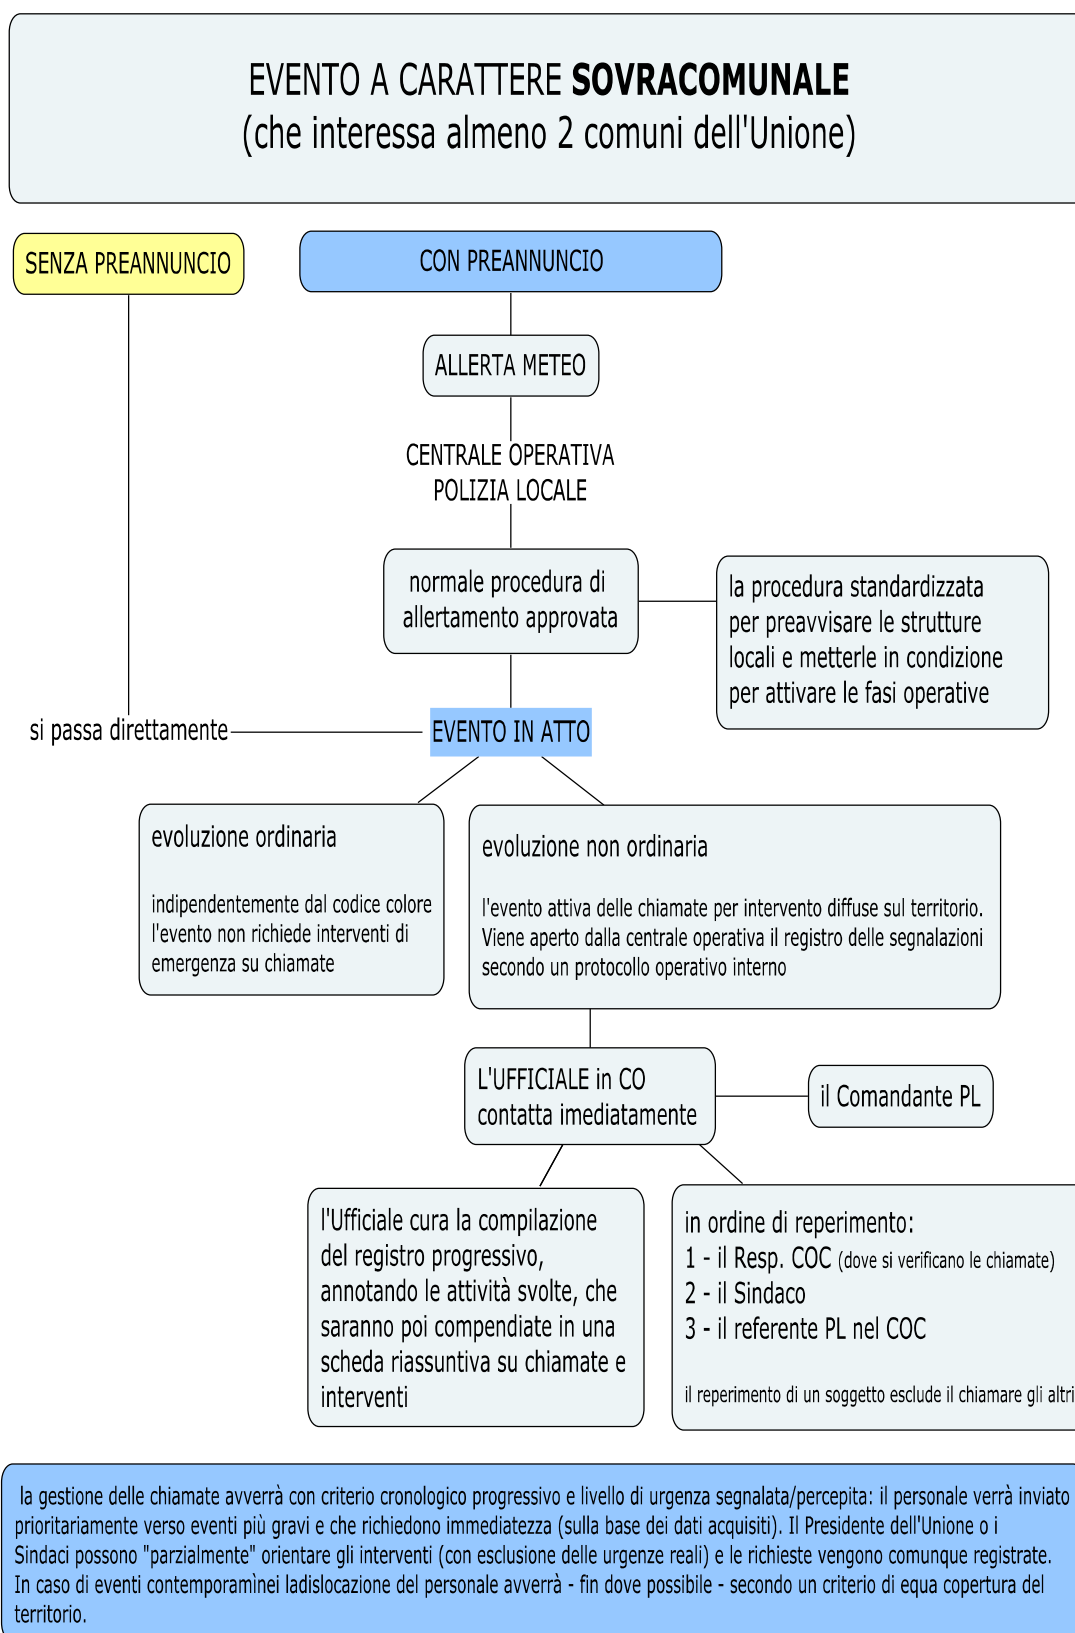 EVENTO A CARATTERE SOVRACOMUNALE
(che interessa almeno 2 comuni dell'Unione)
SENZA PREANNUNCIO
CON PREANNUNCIO
ALLERTA METEO
CENTRALE OPERATIVA
POLIZIA LOCALE
normale procedura di
allertamento approvata
la procedura standardizzata
per preavvisare le strutture
locali e metterle in condizione
per attivare le fasi operative
si passa direttamente
EVENTO IN ATTO
evoluzione ordinaria
indipendentemente dal codice colore
l'evento non richiede interventi di
emergenza su chiamate
evoluzione non ordinaria
l'evento attiva delle chiamate per intervento diffuse sul territorio.
Viene aperto dalla centrale operativa il registro delle segnalazioni
secondo un protocollo operativo interno
L'UFFICIALE in CO
contatta imediatamente
il Comandante PL
l'Ufficiale cura la compilazione
del registro progressivo,
annotando le attività svolte, che
saranno poi compendiate in una
scheda riassuntiva su chiamate e
interventi
in ordine di reperimento:
1 - il Resp. COC (dove si verificano le chiamate)
2 - il Sindaco
3 - il referente PL nel COC
il reperimento di un soggetto esclude il chiamare gli altri
la gestione delle chiamate avverrà con criterio cronologico progressivo e livello di urgenza segnalata/percepita: il personale verrà inviato
prioritariamente verso eventi più gravi e che richiedono immediatezza (sulla base dei dati acquisiti). Il Presidente dell'Unione o i
Sindaci possono "parzialmente" orientare gli interventi (con esclusione delle urgenze reali) e le richieste vengono comunque registrate.
In caso di eventi contemporamìnei ladislocazione del personale avverrà - fin dove possibile - secondo un criterio di equa copertura del
territorio.